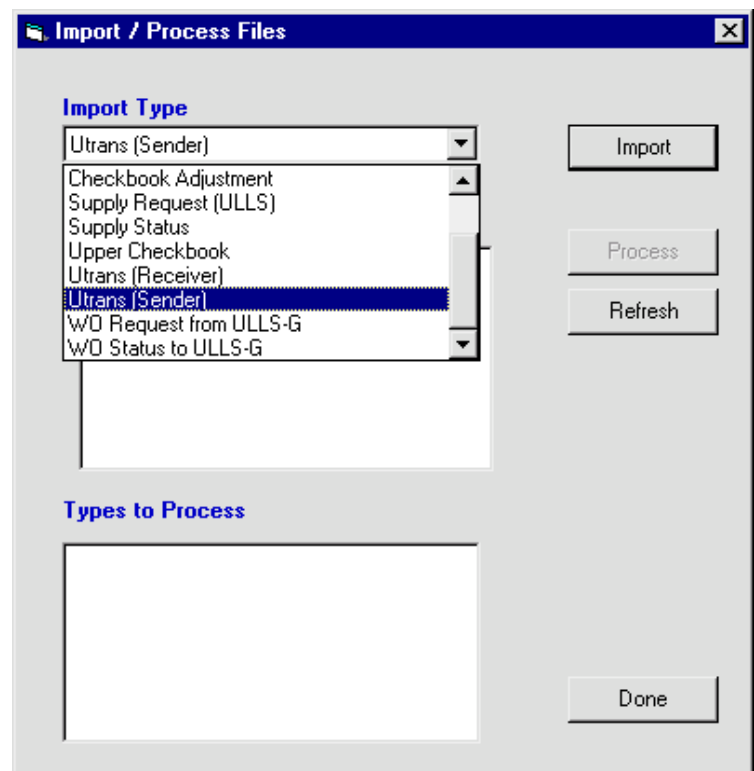 Import / Process Files
Import Type
Utrans (Sender)
Import
Checkbook Adjustment
Supply Request (ULLS)
Supply Status
Upper Checkbook
Utrans (Receiver)
Utrans (Sender)
WO Request from ULLS-G
WO Status to ULLS-G
Process
Refresh
Types to Process
Done